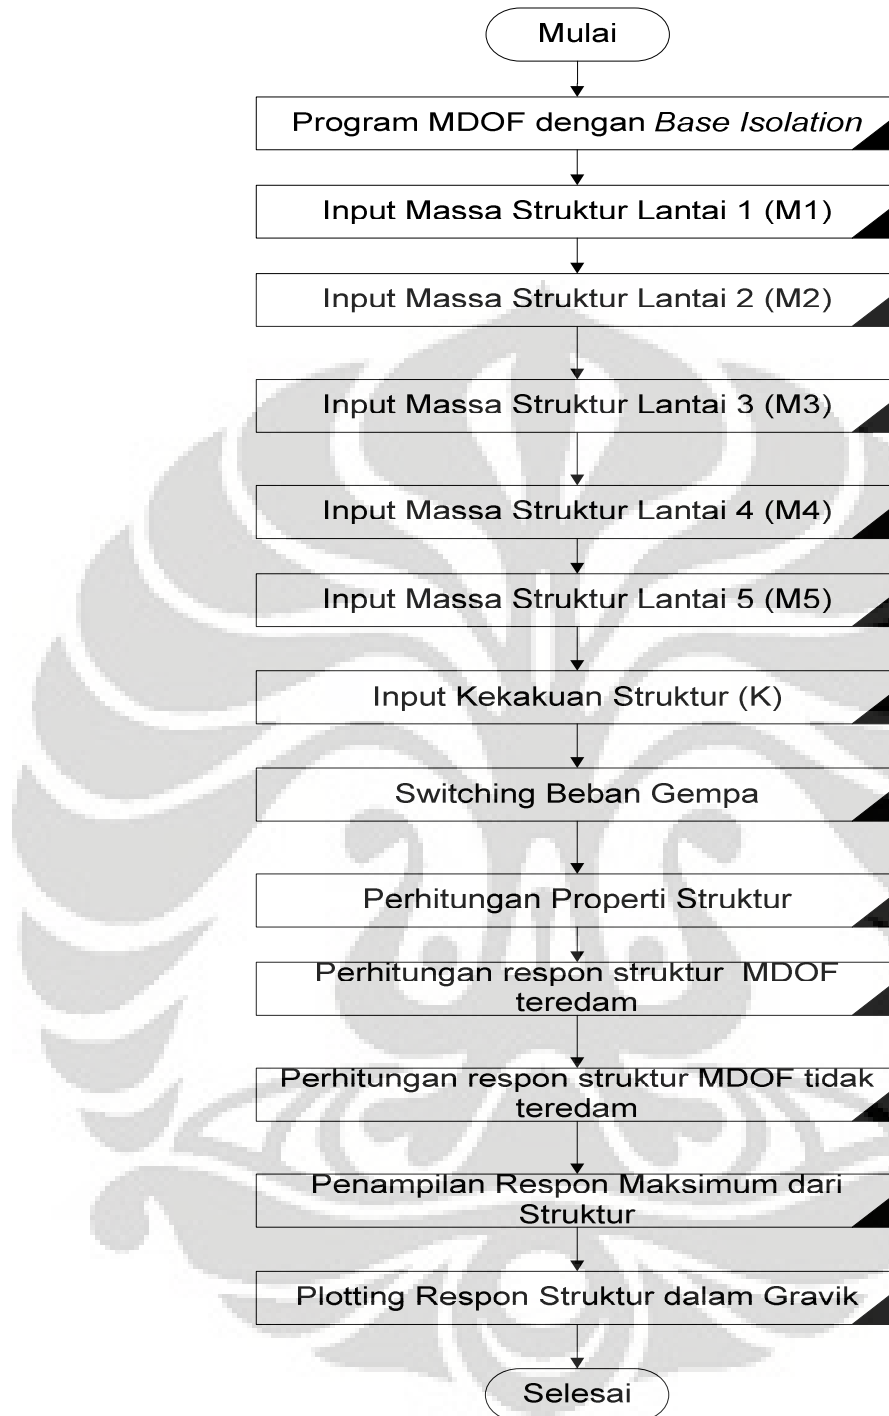 Mulai
Program MDOF dengan Base Isolation
Input Massa Struktur Lantai 1 (M1)
Input Massa Struktur Lantai 2 (M2)
Input Massa Struktur Lantai 3 (M3)
Input Massa Struktur Lantai 4 (M4)
Input Massa Struktur Lantai 5 (M5)
Input Kekakuan Struktur (K)
Switching Beban Gempa
Perhitungan Properti Struktur
Perhitungan respon struktur MDOF
teredam
Perhitungan respon struktur MDOF tidak
teredam
Penampilan Respon Maksimum dari
Struktur
Plotting Respon Struktur dalam Gravik
Selesai